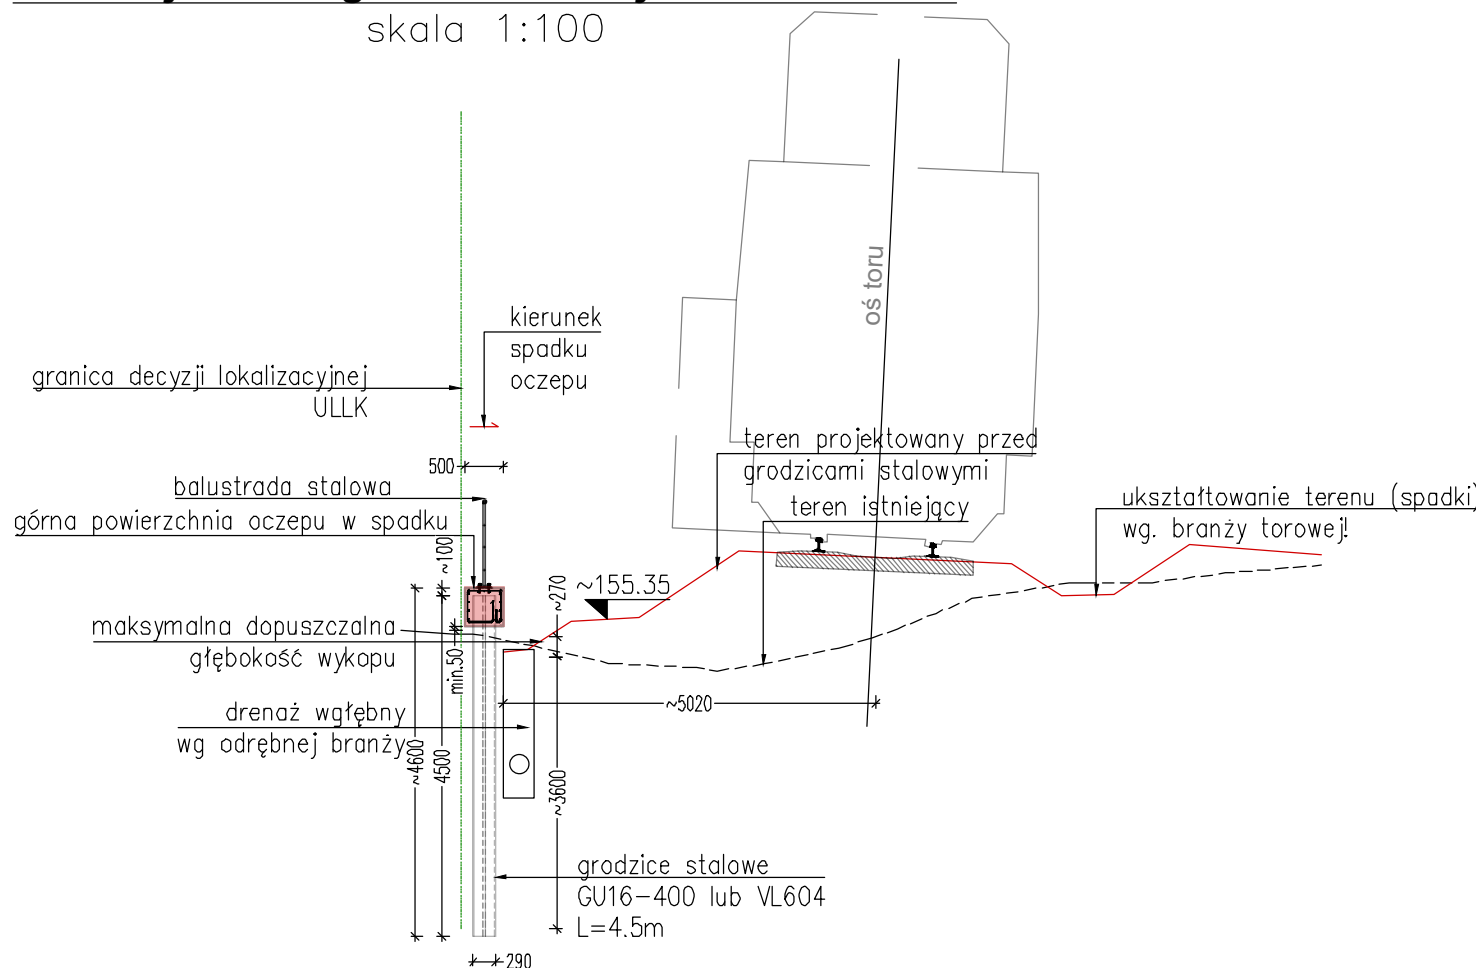 skala 1:100
oś toru
kierunek
spadku
oczepu
granica decyzji lokalizacyjnej
ULLK
teren projektowany przed
grodzicami stalowymi
500
balustrada stalowa
teren istniejący
ukształtowanie terenu (spadki)
wg. branży torowej!
górna powierzchnia oczepu w spadku
~100
~270
~155.35
maksymalna dopuszczalna
głębokość wykopu
min.50
~5020
drenaż wgłębny
wg odrębnej branży
~4600
4500
~3600
grodzice stalowe
GU16-400 lub VL604
L=4.5m
290